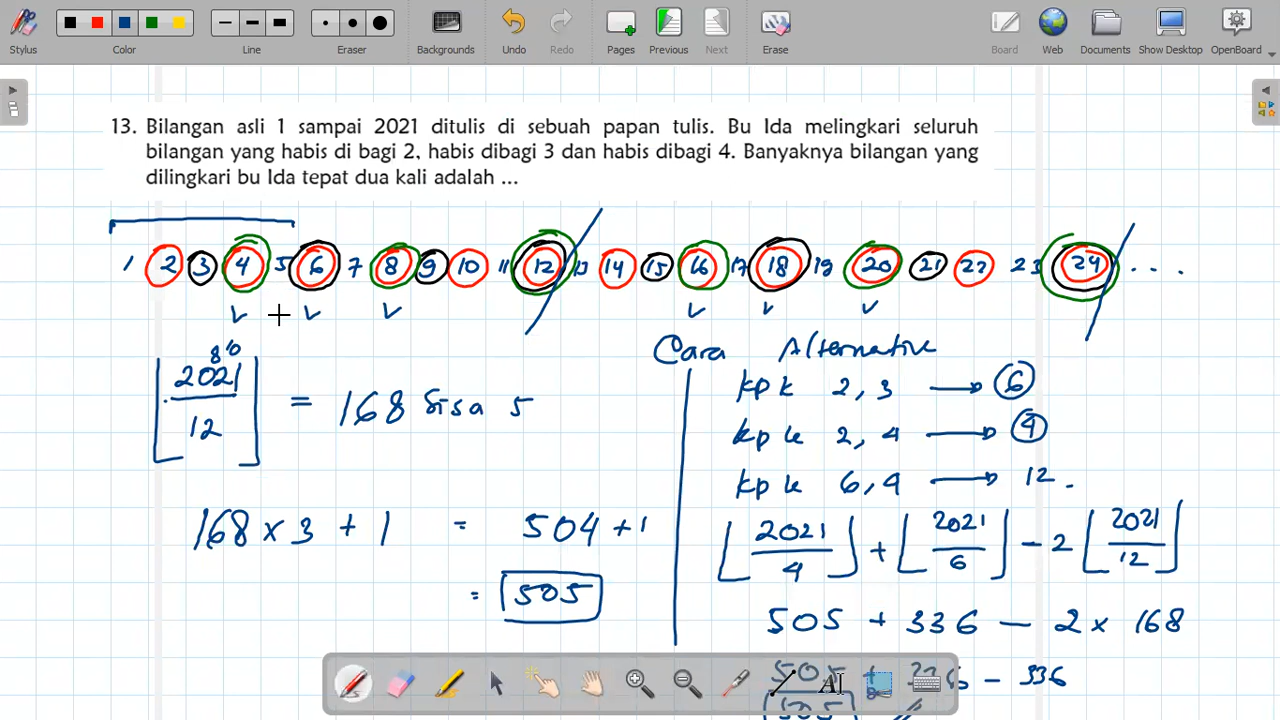 Stylus
Color
Line
Eraser
Backgrounds
Undo
Redo
Pages
Previous
Next
Erase
Board
Web
Documents
Show Desktop
OpenBoard
13. Bilangan asli 1 sampai 2021 ditulis di sebuah papan tulis. Bu Ida melingkari seluruh
bilangan yang habis di bagi 2, habis dibagi 3 dan habis dibagi 4. Banyaknya bilangan yang
dilingkari bu Ida tepat dua kali adalah ...
1 2 3 4 5 6 7 8 9 10 11 12 13 14 15 16 17 18 19 20 21 22 23 24 ....
8 10
⌊2021/12⌋ = 168 sisa 5
168 x 3 + 1 = 504 + 1
= 505
Cara Alternative
kpk 2, 3 → 6
kpk 2, 4 → 4
kpk 6, 4 → 12.
⌊2021/4⌋ + ⌊2021/6⌋ - 2 ⌊2021/12⌋
505 + 336 - 2 x 168
505 + 336 - 336
505
AI